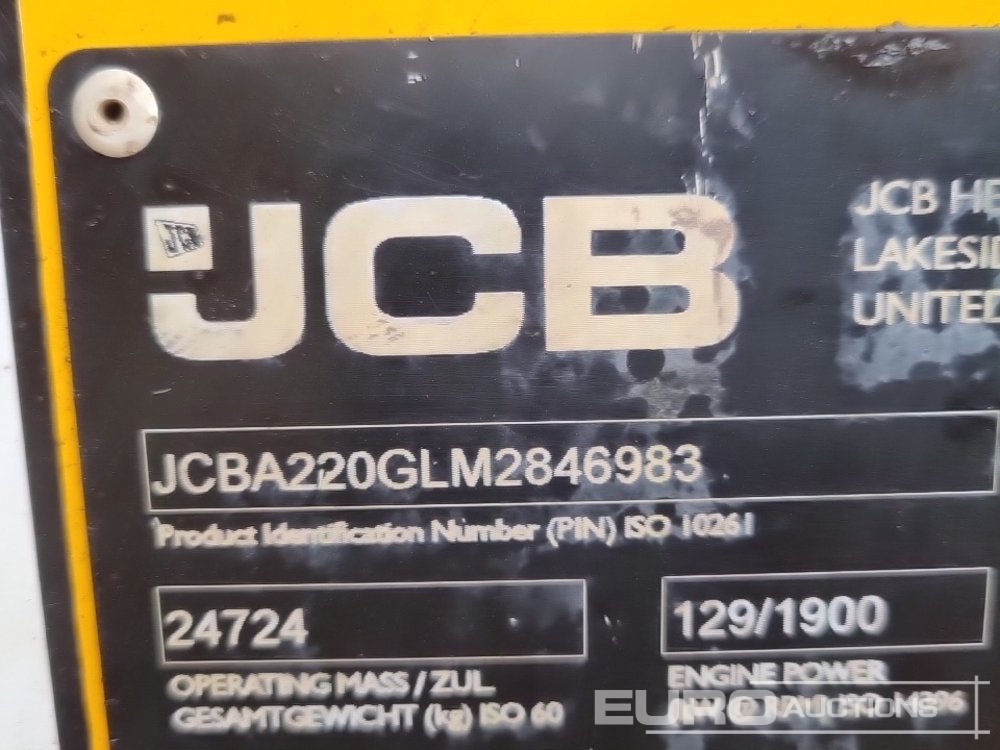 JCB
JCB HE
LAKESID
UNITED
JCBA220GLM2846983
Product Identification Number (PIN) ISO 10261
24724
129/1900
OPERATING MASS / ZUL
GESAMTGEWICHT (kg) ISO 60
ENGINE POWER
EURO AUCTIONS